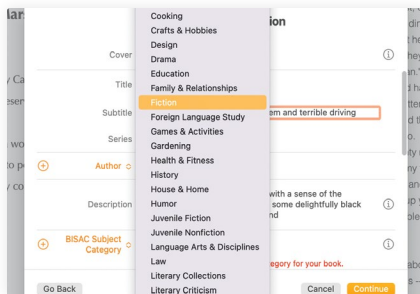 Cooking
ion
Crafts & Hobbies
Design
Cover
Drama
Education
Title
Family & Relationships
Fiction
Subtitle
Foreign Language Study
em and terrible driving
Games & Activities
Series
Gardening
Author
Health & Fitness
History
House & Home
Description
Humor
with a sense of the
some delightfully black
Juvenile Fiction
nd
Juvenile Nonfiction
BISAC Subject
Category
Language Arts & Disciplines
Law
egory for your book.
Literary Collections
Go Back
Literary Criticism
Cancel
Continue